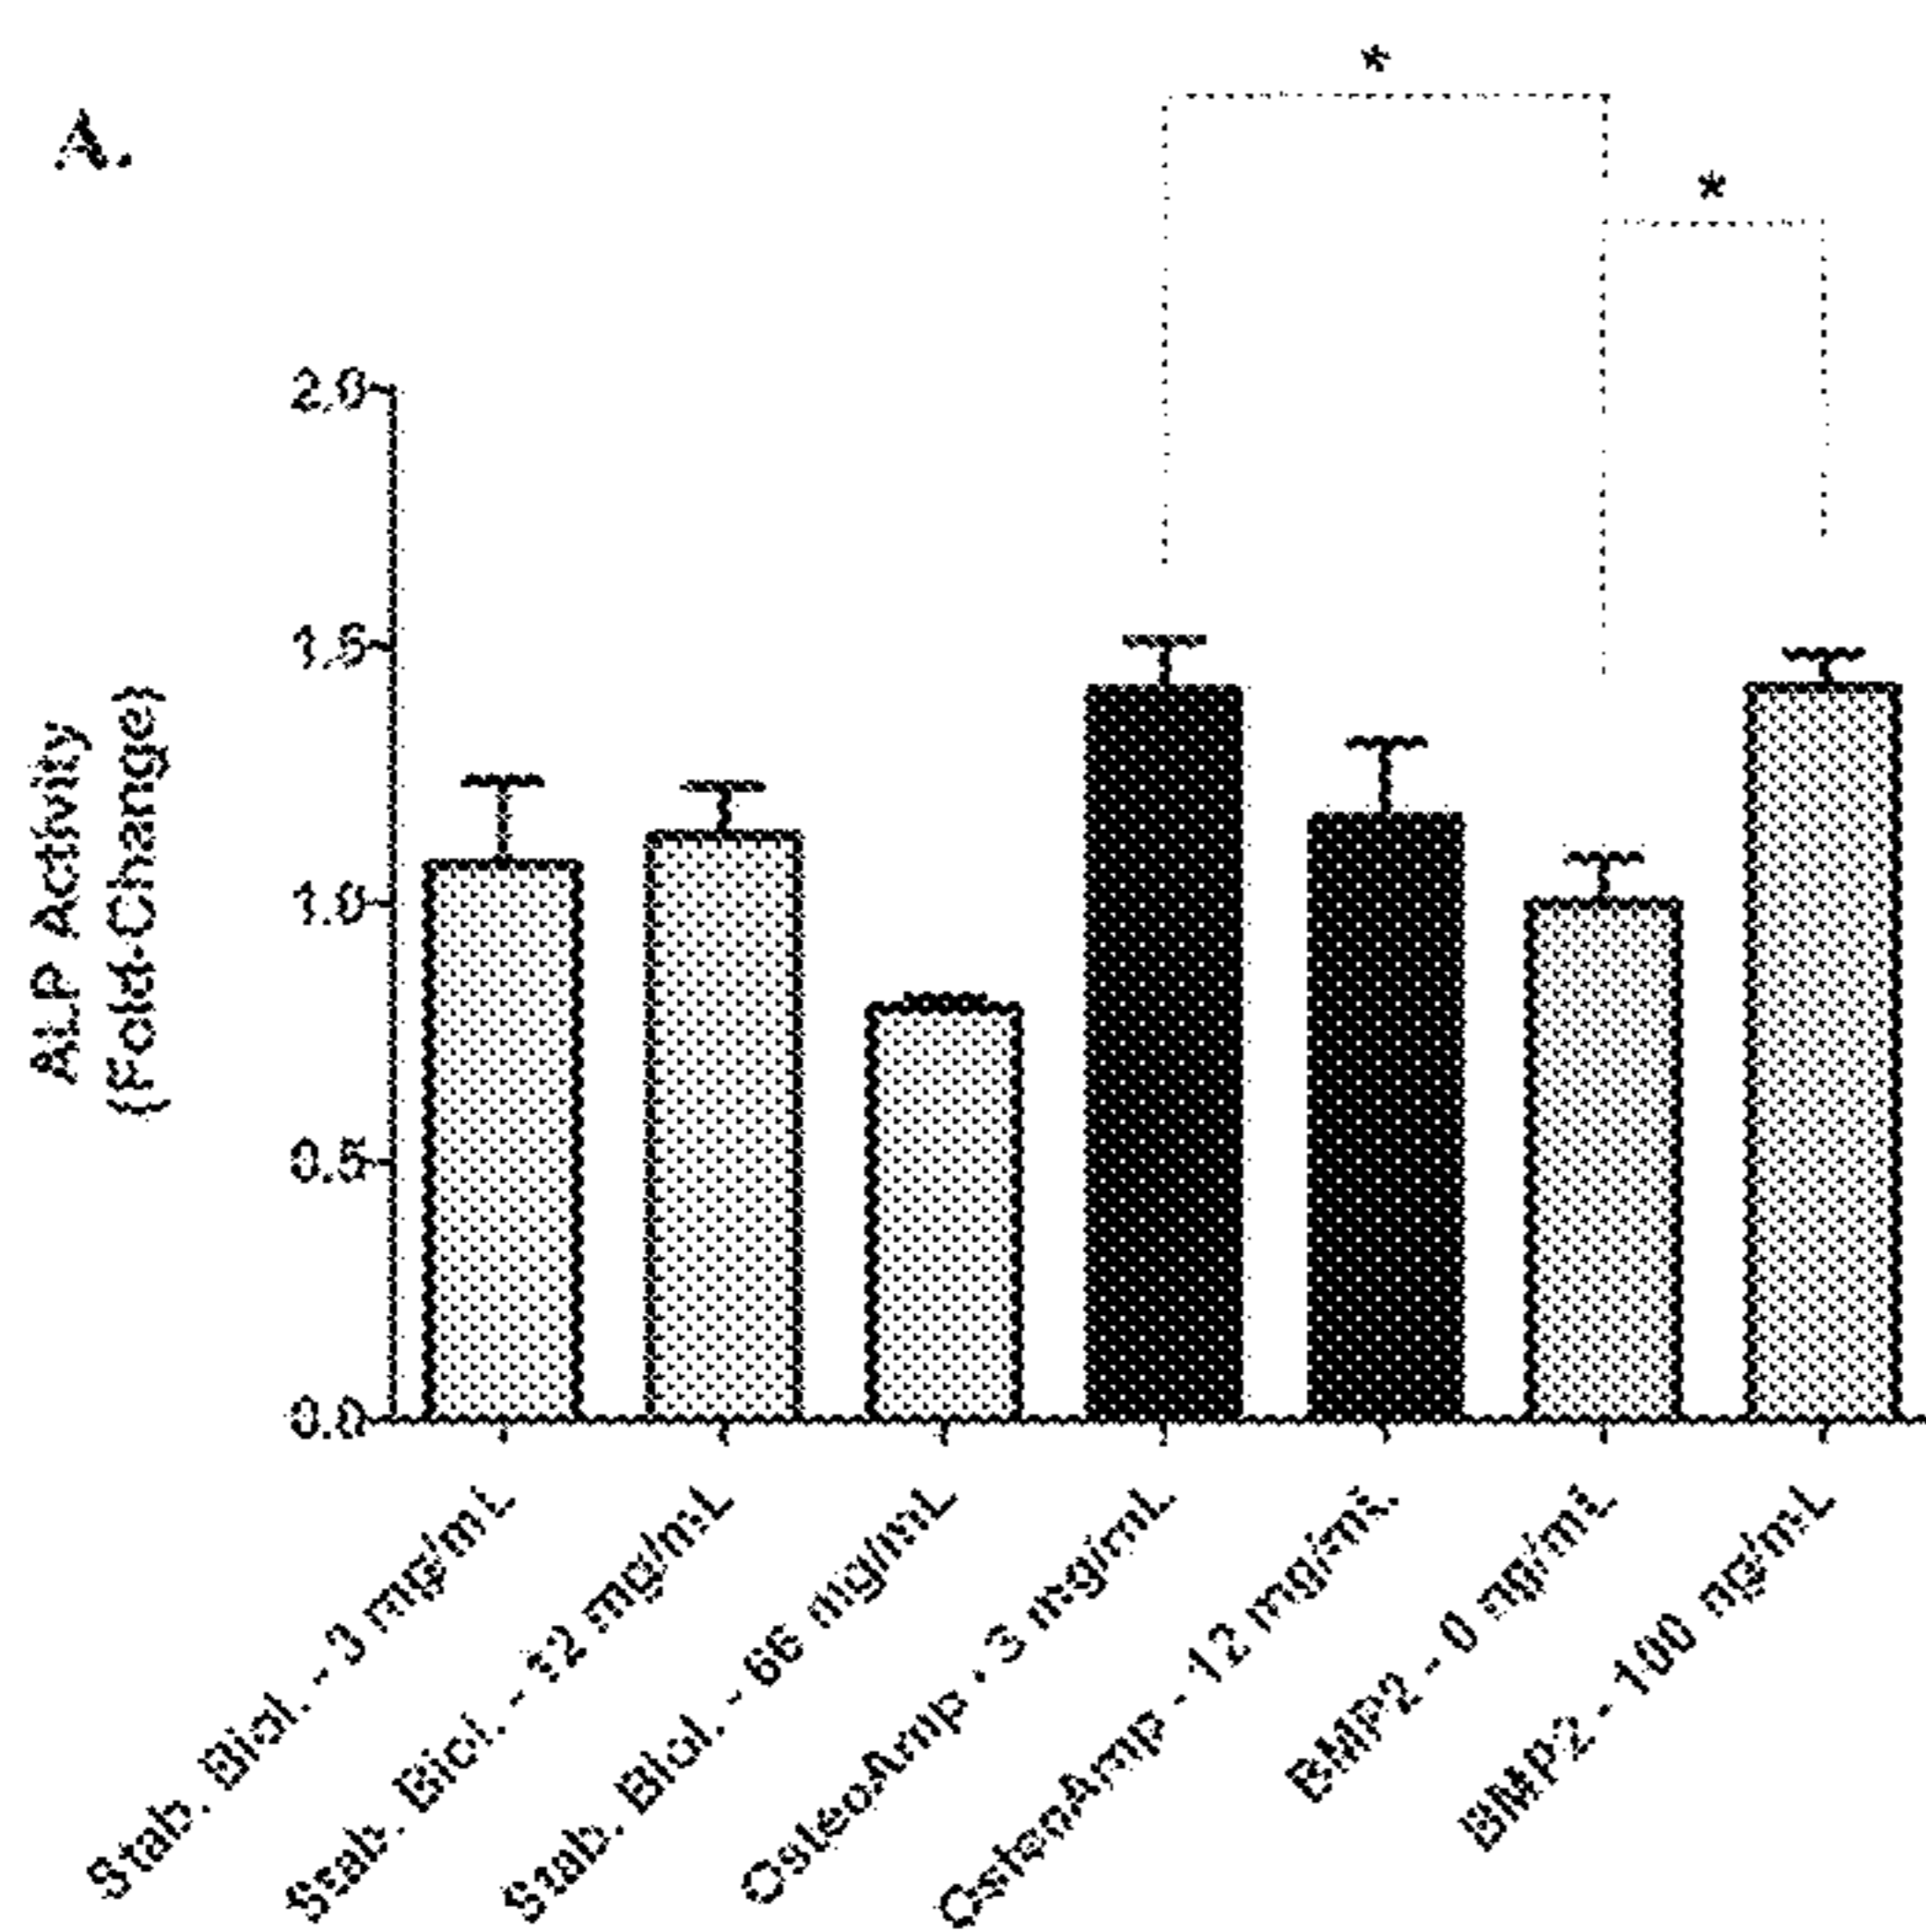 *
A.
*
2.0
1.5
1.0
0.5
0.0
ALP Activity
(Fold-Change)
Stab. Biol. - 3 mg/mL
Stab. Biol. - 12 mg/mL
Stab. Biol. - 66 mg/mL
OsteoAmp - 3 mg/mL
OsteoAmp - 12 mg/mL
BMP2 - 0 ng/mL
BMP2 - 100 ng/mL